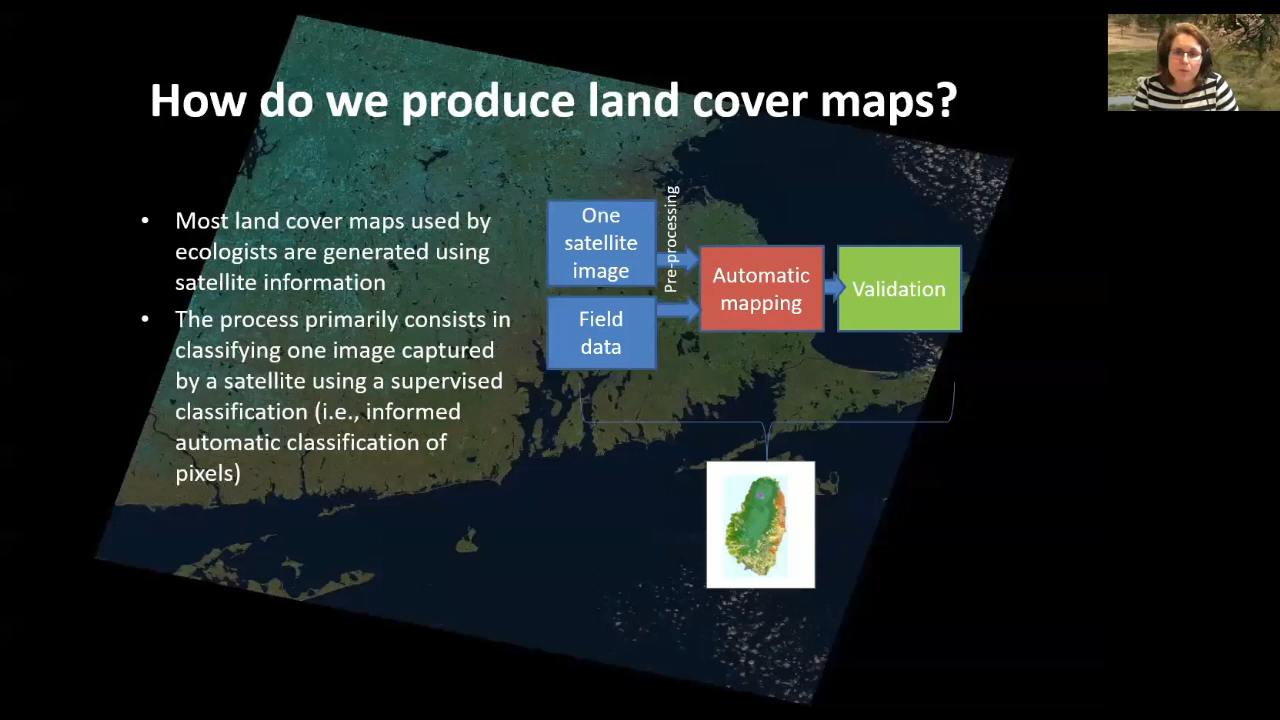 How do we produce land cover maps?
• Most land cover maps used by
ecologists are generated using
satellite information
• The process primarily consists in
classifying one image captured
by a satellite using a supervised
classification (i.e., informed
automatic classification of
pixels)
One
satellite
image
Field
data
Pre-processing
Automatic
mapping
Validation